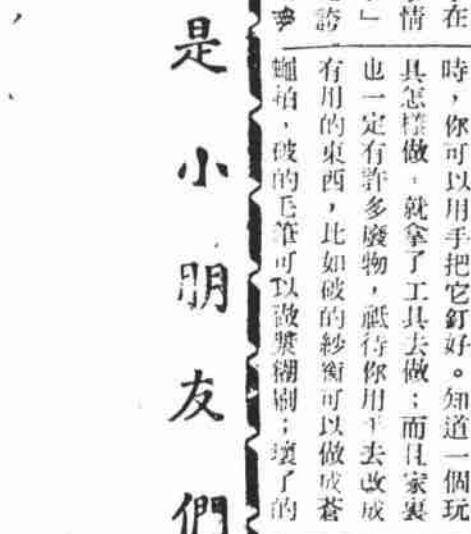 在
情
」
誇
時，你可以用手把它釘好。知道一個玩
具怎樣做，就拿了工具去做；而且家裏
也一定有許多廢物，祇待你用手去改成
有用的東西，比如破的紗衡可以做成蒼
蠅拍，破的毛筆可以做漿糊刷；壞了的
是小朋友們